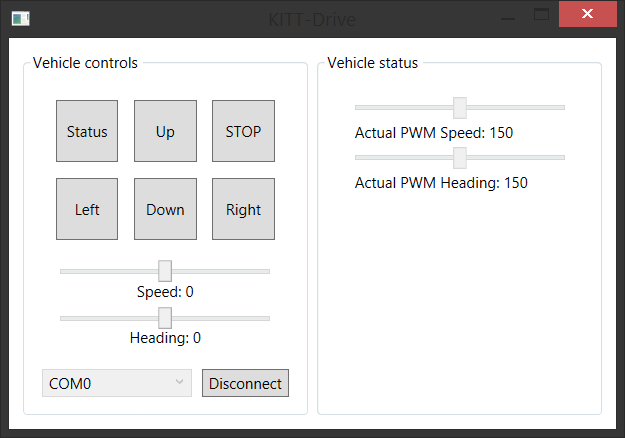 KITT-Drive
Vehicle controls
Status Up STOP
Left Down Right
Speed: 0
Heading: 0
COM0 Disconnect
Vehicle status
Actual PWM Speed: 150
Actual PWM Heading: 150